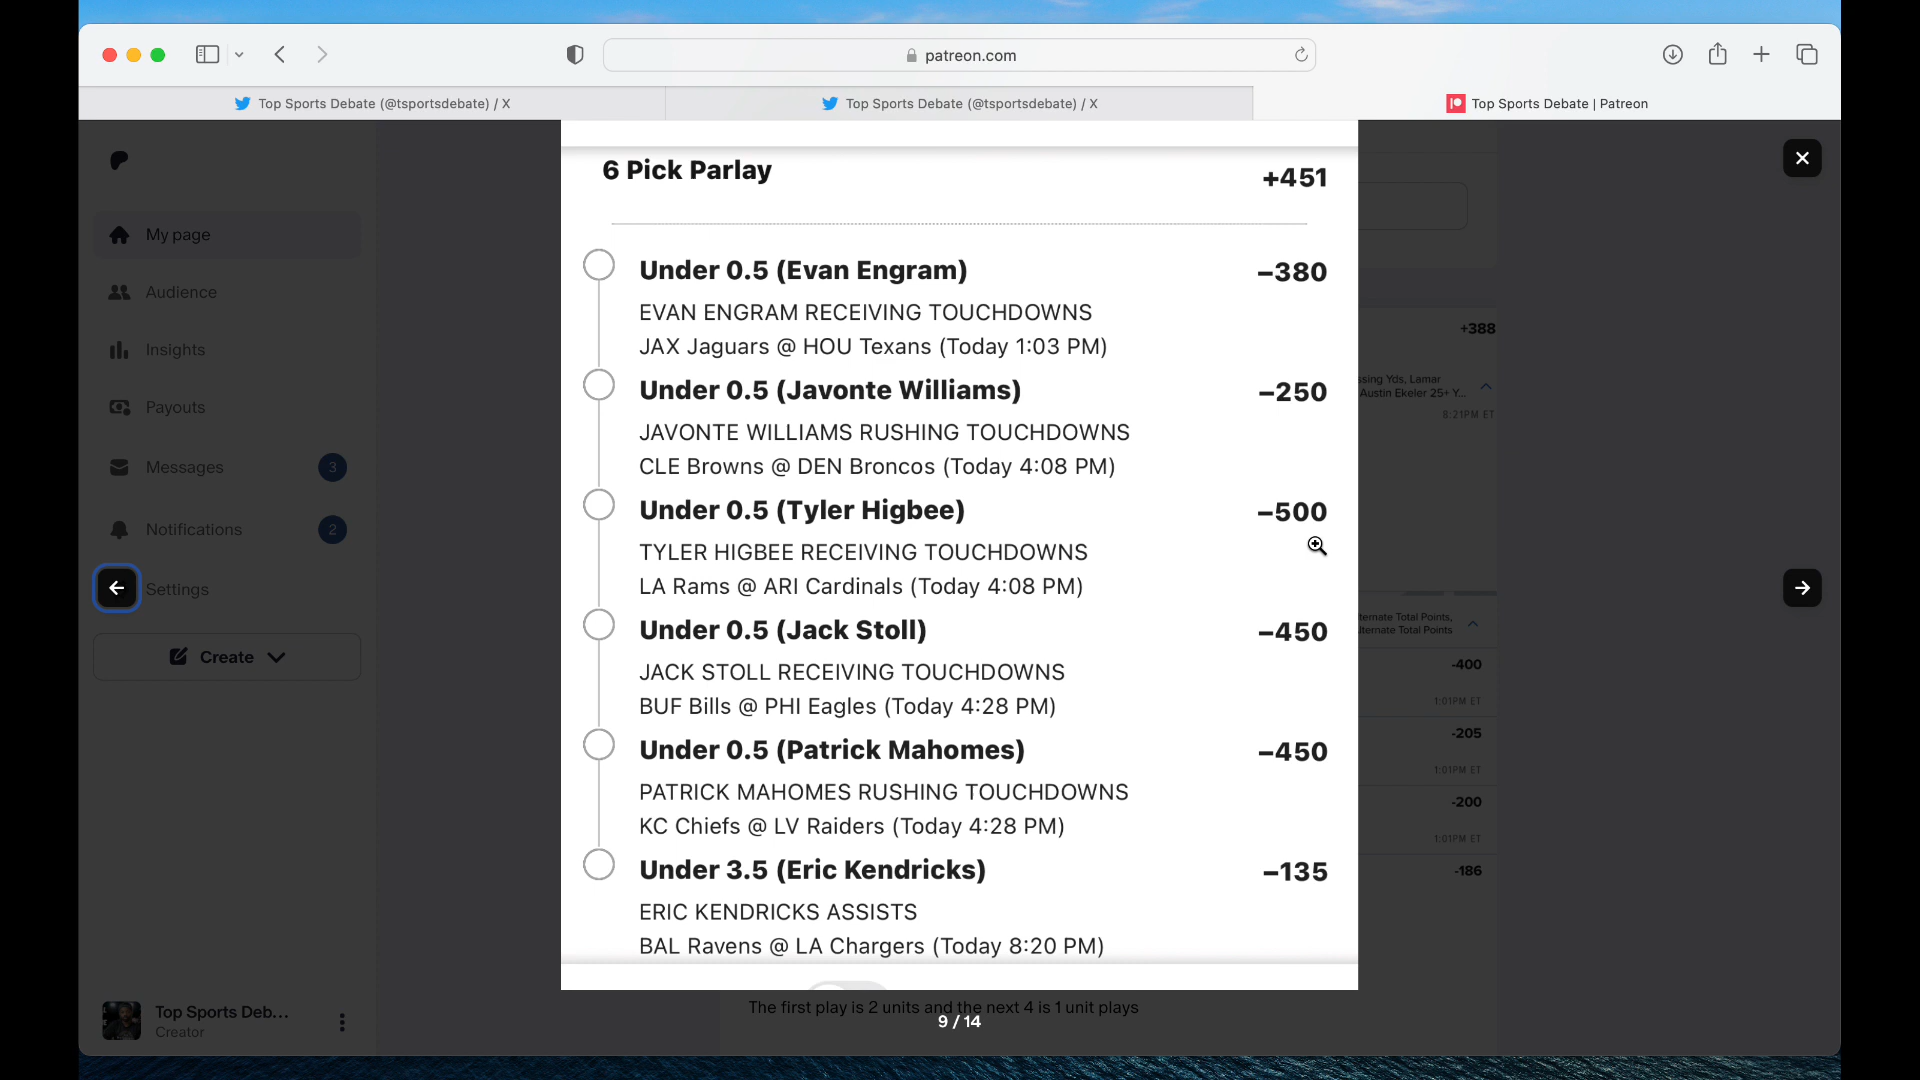 patreon.com
Top Sports Debate (@tsportsdebate) / X
Top Sports Debate (@tsportsdebate) / X
Top Sports Debate | Patreon
6 Pick Parlay
+451
Under 0.5 (Evan Engram)
−380
EVAN ENGRAM RECEIVING TOUCHDOWNS
JAX Jaguars @ HOU Texans (Today 1:03 PM)
Under 0.5 (Javonte Williams)
−250
JAVONTE WILLIAMS RUSHING TOUCHDOWNS
CLE Browns @ DEN Broncos (Today 4:08 PM)
Under 0.5 (Tyler Higbee)
−500
TYLER HIGBEE RECEIVING TOUCHDOWNS
LA Rams @ ARI Cardinals (Today 4:08 PM)
Under 0.5 (Jack Stoll)
−450
JACK STOLL RECEIVING TOUCHDOWNS
BUF Bills @ PHI Eagles (Today 4:28 PM)
Under 0.5 (Patrick Mahomes)
−450
PATRICK MAHOMES RUSHING TOUCHDOWNS
KC Chiefs @ LV Raiders (Today 4:28 PM)
Under 3.5 (Eric Kendricks)
−135
ERIC KENDRICKS ASSISTS
BAL Ravens @ LA Chargers (Today 8:20 PM)
My page
Audience
Insights
Payouts
Messages
3
Notifications
2
Settings
Create
Top Sports Deb...
Creator
+388
Yds, Lamar
Austin Ekeler 25+ Y...
8:21PM ET
Total Points,
Total Points
-400
1:01PM ET
-205
1:01PM ET
-200
1:01PM ET
-186
The first play is 2 units and the next 4 is 1 unit plays
9 / 14